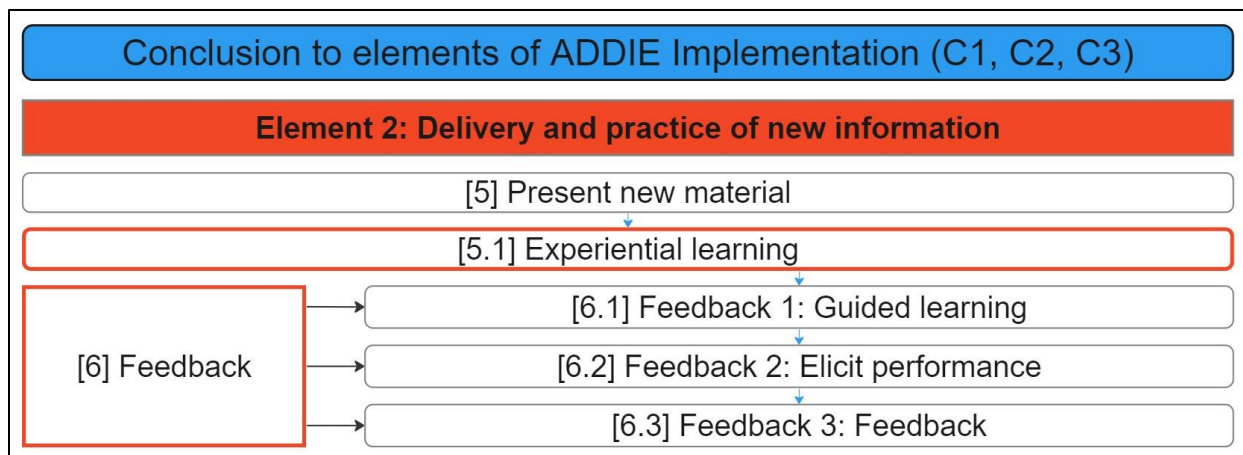 Conclusion to elements of ADDIE Implementation (C1, C2, C3)
Element 2: Delivery and practice of new information
[5] Present new material
[5.1] Experiential learning
[6] Feedback
[6.1] Feedback 1: Guided learning
[6.2] Feedback 2: Elicit performance
[6.3] Feedback 3: Feedback